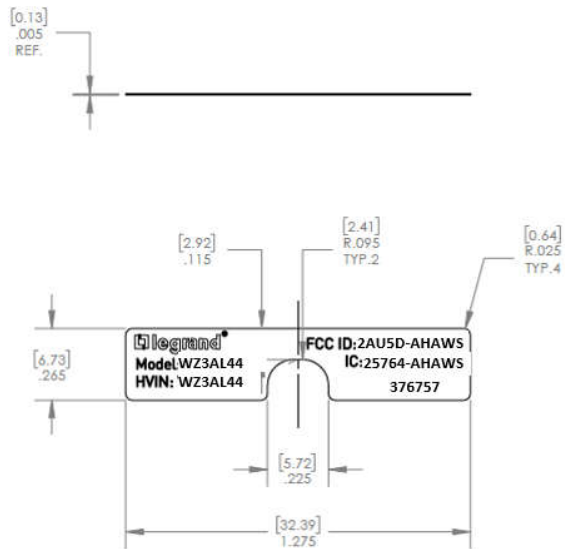 [0.13]
.005
REF.
[2.92]
.115
[2.41]
R.095
TYP.2
[0.64]
R.025
TYP.4
[6.73]
.265
legrand
Model:WZ3AL44
HVIN: WZ3AL44
FCC ID:2AU5D-AHAWS
IC:25764-AHAWS
376757
[5.72]
.225
[32.39]
1.275